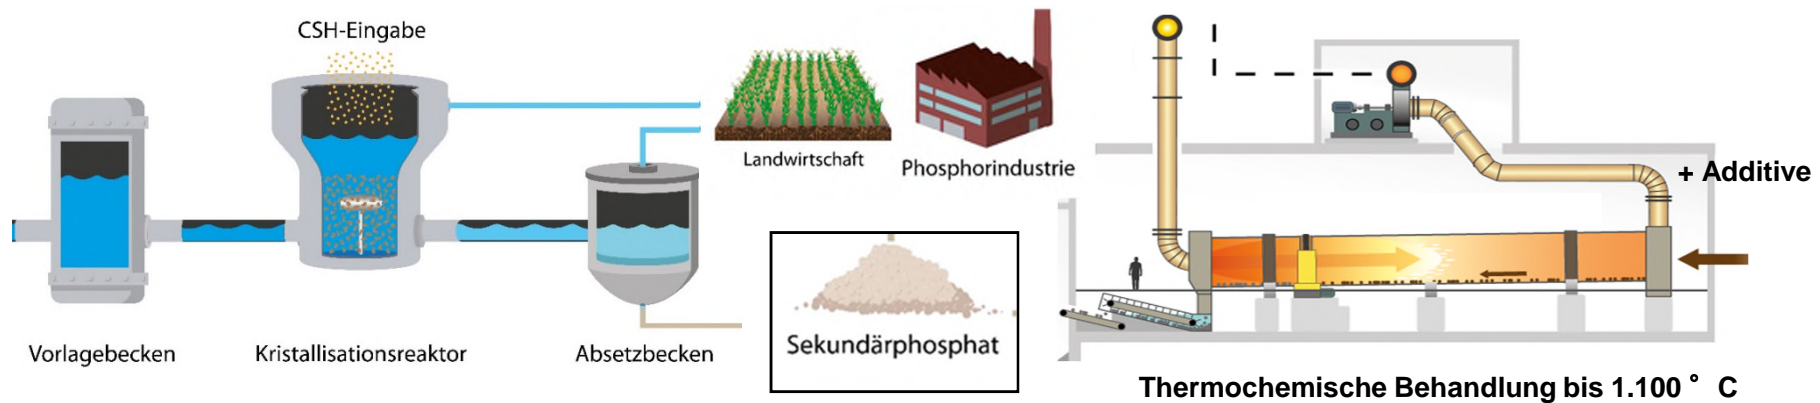 CSH-Eingabe
Vorlagebecken
Kristallisationsreaktor
Absetzbecken
Landwirtschaft
Phosphorindustrie
Sekundärphosphat
+ Additive
Thermochemische Behandlung bis 1.100 ° C